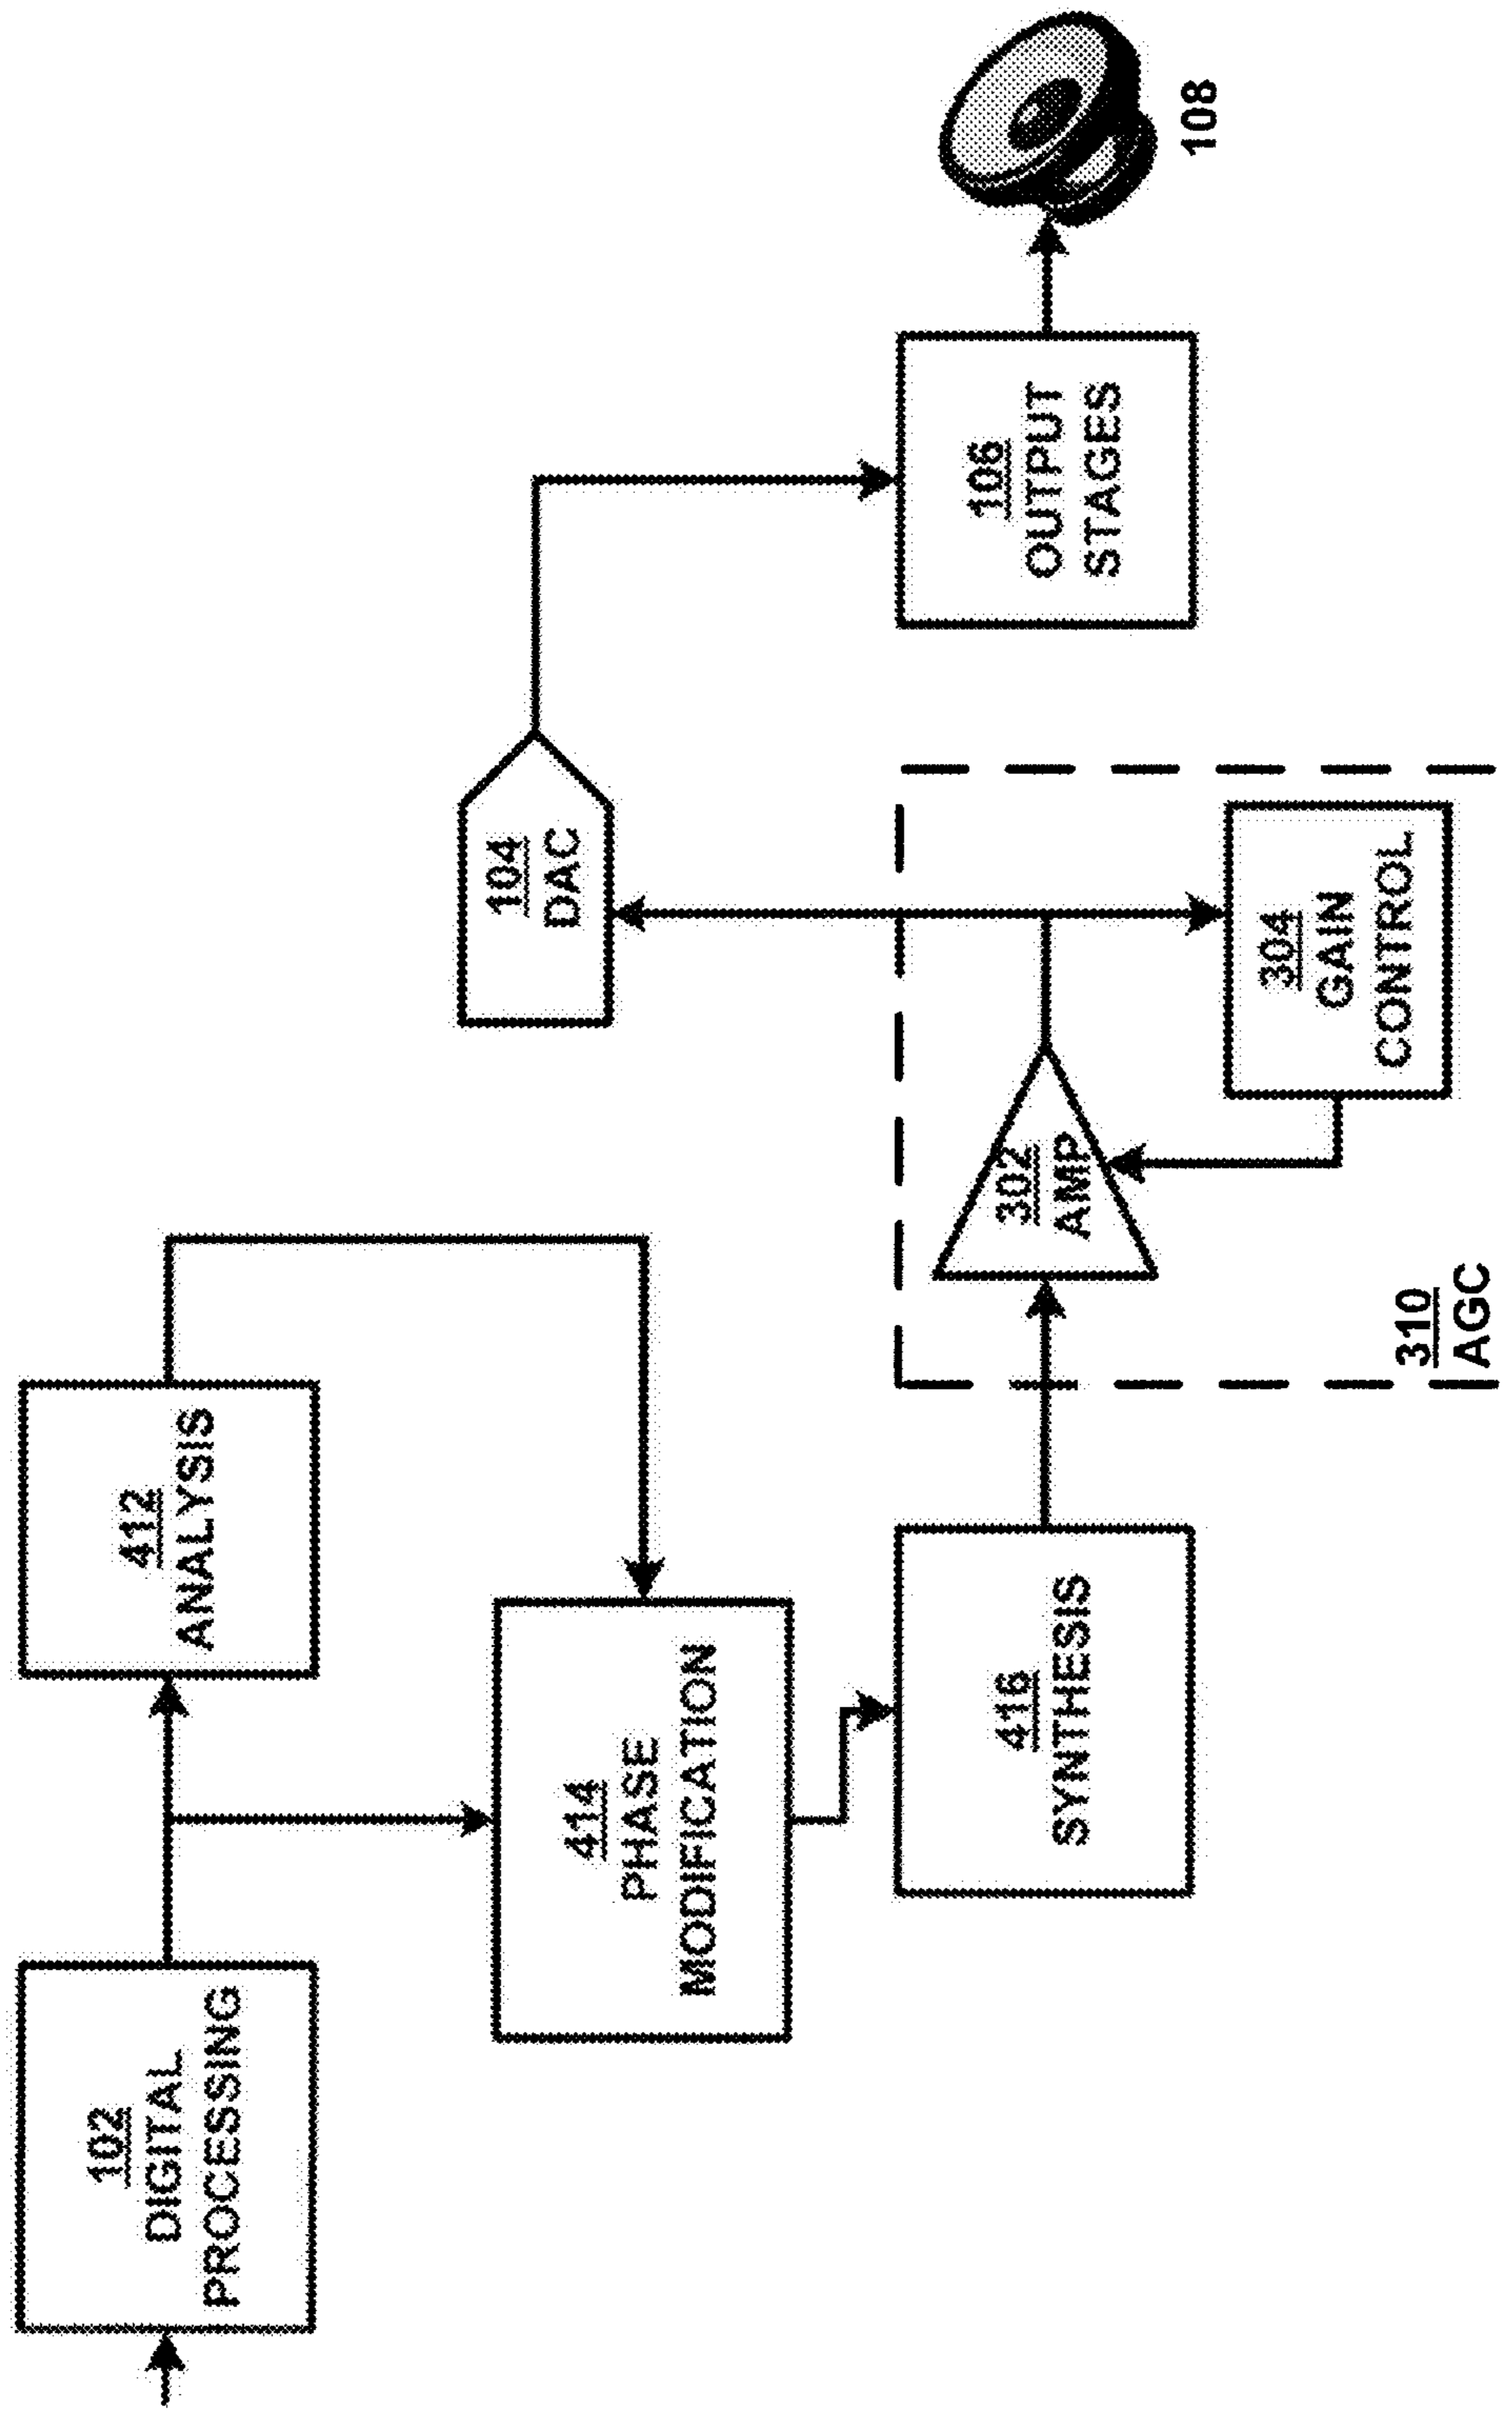 102
DIGITAL
PROCESSING
412
ANALYSIS
414
PHASE
MODIFICATION
416
SYNTHESIS
104
DAC
302
AMP
304
GAIN
CONTROL
310
AGC
106
OUTPUT
STAGES
108